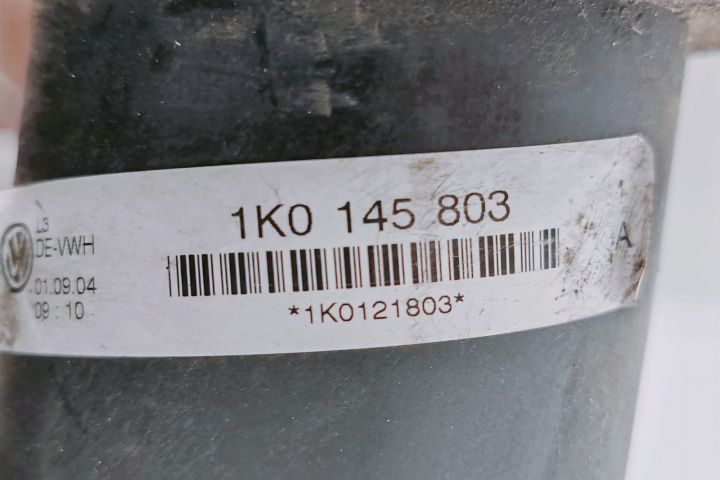 L3
DE-VWH
01.09.04
09 : 10
1K0 145 803
*1K0121803*
A